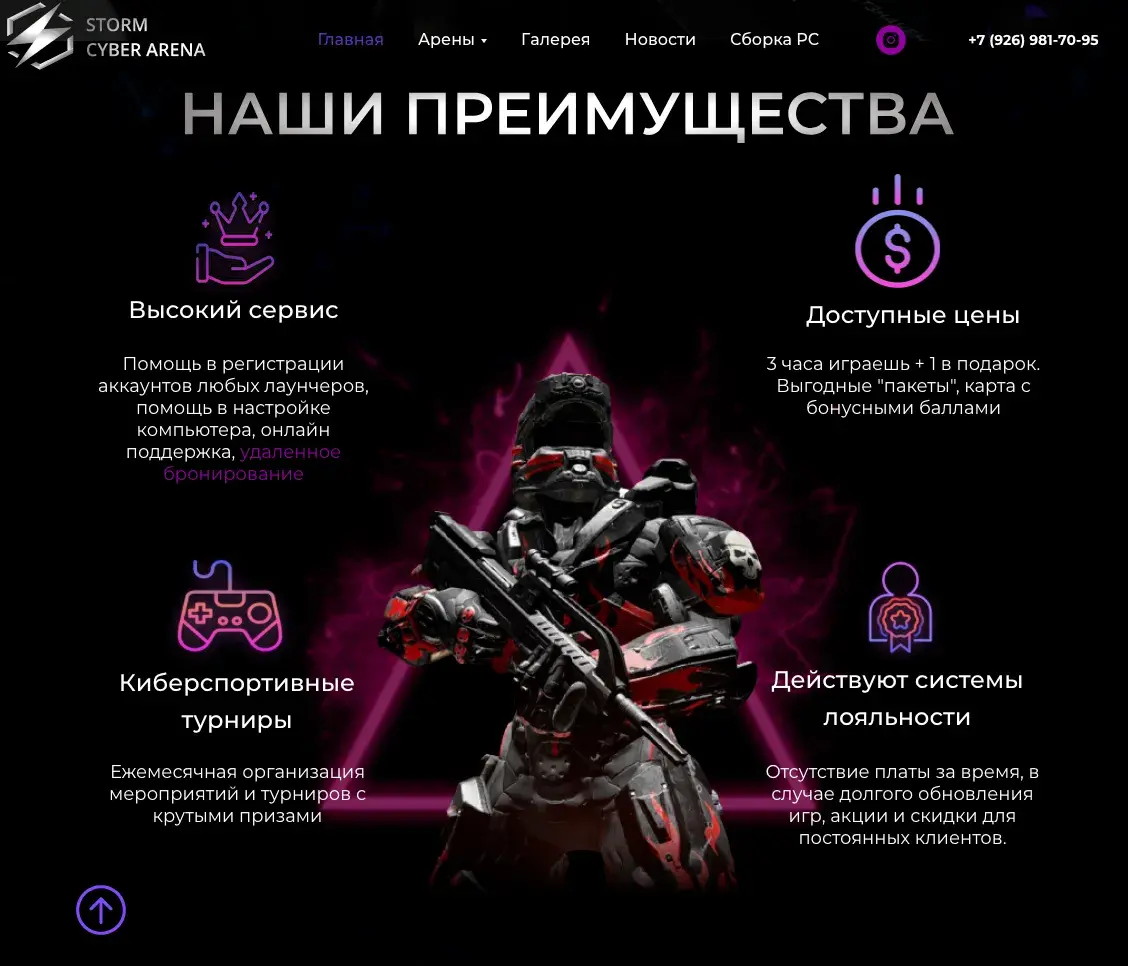 STORM
CYBER ARENA
Главная
Арены
Галерея
Новости
Сборка PC
+7 (926) 981-70-95
НАШИ ПРЕИМУЩЕСТВА
Высокий сервис
Помощь в регистрации
аккаунтов любых лаунчеров,
помощь в настройке
компьютера, онлайн
поддержка, удаленное
бронирование
Доступные цены
3 часа играешь + 1 в подарок.
Выгодные "пакеты", карта с
бонусными баллами
Киберспортивные
турниры
Ежемесячная организация
мероприятий и турниров с
крутыми призами
Действуют системы
лояльности
Отсутствие платы за время, в
случае долгого обновления
игр, акции и скидки для
постоянных клиентов.